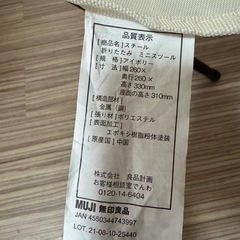 品質表示
[商品名]スチール
折りたたみ ミニスツール
[規格]アイボリー
[寸法]幅260×
奥行260×
高さ330mm
座面の高さ310mm
[構造部材]
金属(鋼)
[張り材]ポリエステル
[表面加工]
エポキシ樹脂粉体塗装
[原産国]中国
株式会社 良品計画
お客様相談室でんわ
0120-14-6404
MUJI 無印良品
JAN 4550344743997
LOT. 21-08-10-25440